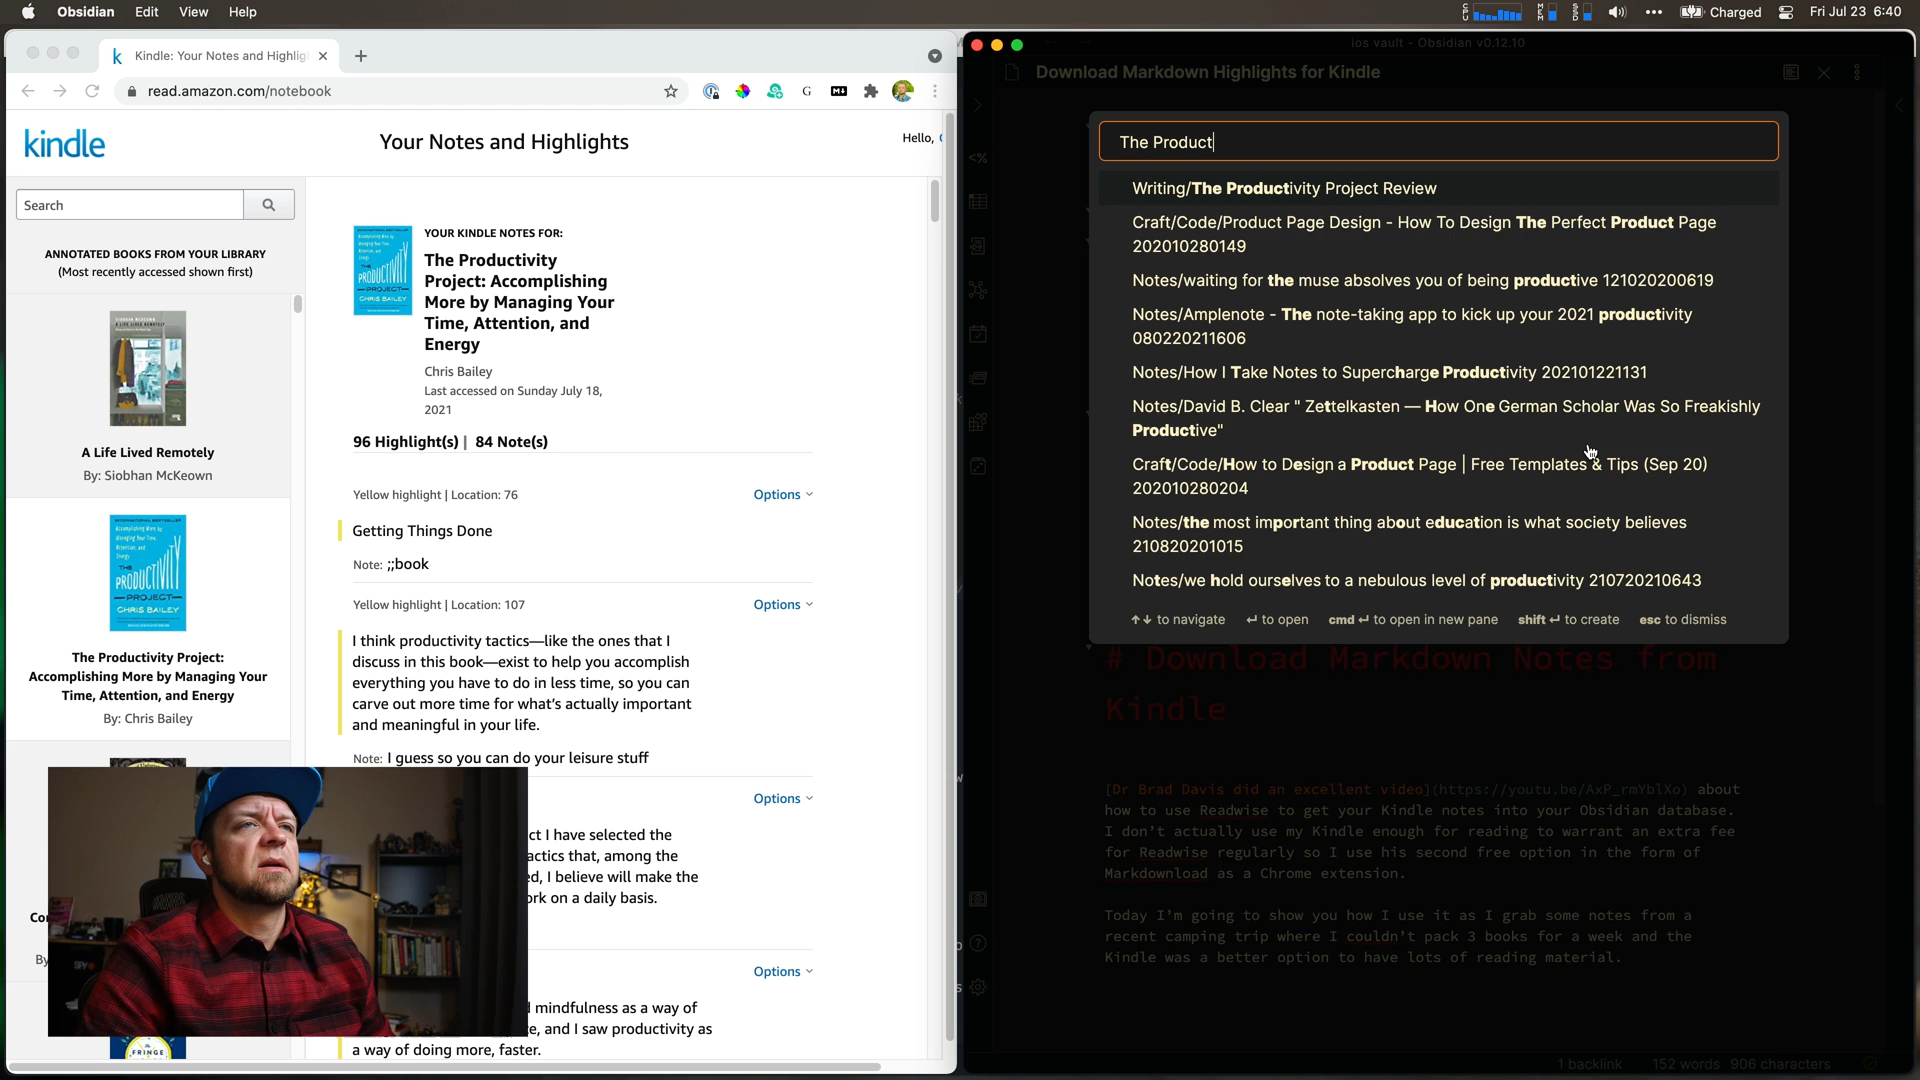 Obsidian Edit View Help
Charged Fri Jul 23 6:40
Kindle: Your Notes and Highlig
read.amazon.com/notebook
kindle
Your Notes and Highlights
Hello,
Search
ANNOTATED BOOKS FROM YOUR LIBRARY
(Most recently accessed shown first)
A Life Lived Remotely
By: Siobhan McKeown
THE
PRODUCTIVITY
PROJECT
CHRIS BAILEY
The Productivity Project:
Accomplishing More by Managing Your
Time, Attention, and Energy
By: Chris Bailey
Co
By
FRINGE
YOUR KINDLE NOTES FOR:
The Productivity
Project: Accomplishing
More by Managing Your
Time, Attention, and
Energy
Chris Bailey
Last accessed on Sunday July 18,
2021
96 Highlight(s) | 84 Note(s)
Yellow highlight | Location: 76
Options
Getting Things Done
Note: ;;book
Yellow highlight | Location: 107
Options
I think productivity tactics—like the ones that I
discuss in this book—exist to help you accomplish
everything you have to do in less time, so you can
carve out more time for what's actually important
and meaningful in your life.
Note: I guess so you can do your leisure stuff
Options
ct I have selected the
actics that, among the
ed, I believe will make the
ork on a daily basis.
Options
mindfulness as a way of
te, and I saw productivity as
a way of doing more, faster.
ios vault - Obsidian v0.12.10
Download Markdown Highlights for Kindle
The Product
Writing/The Productivity Project Review
Craft/Code/Product Page Design - How To Design The Perfect Product Page
202010280149
Notes/waiting for the muse absolves you of being productive 121020200619
Notes/Amplenote - The note-taking app to kick up your 2021 productivity
080220211606
Notes/How I Take Notes to Supercharge Productivity 202101221131
Notes/David B. Clear " Zettelkasten — How One German Scholar Was So Freakishly
Productive"
Craft/Code/How to Design a Product Page | Free Templates & Tips (Sep 20)
202010280204
Notes/the most important thing about education is what society believes
210820201015
Notes/we hold ourselves to a nebulous level of productivity 210720210643
↑↓ to navigate ↵ to open cmd ↵ to open in new pane shift ↵ to create esc to dismiss
# Download Markdown Notes from
Kindle
[Dr Brad Davis did an excellent video](https://youtu.be/AxP_rmYblXo) about
how to use Readwise to get your Kindle notes into your Obsidian database.
I don't actually use my Kindle enough for reading to warrant an extra fee
for Readwise regularly so I use his second free option in the form of
Markdownload as a Chrome extension.
Today I'm going to show you how I use it as I grab some notes from a
recent camping trip where I couldn't pack 3 books for a week and the
Kindle was a better option to have lots of reading material.
1 backlink 152 words 906 characters